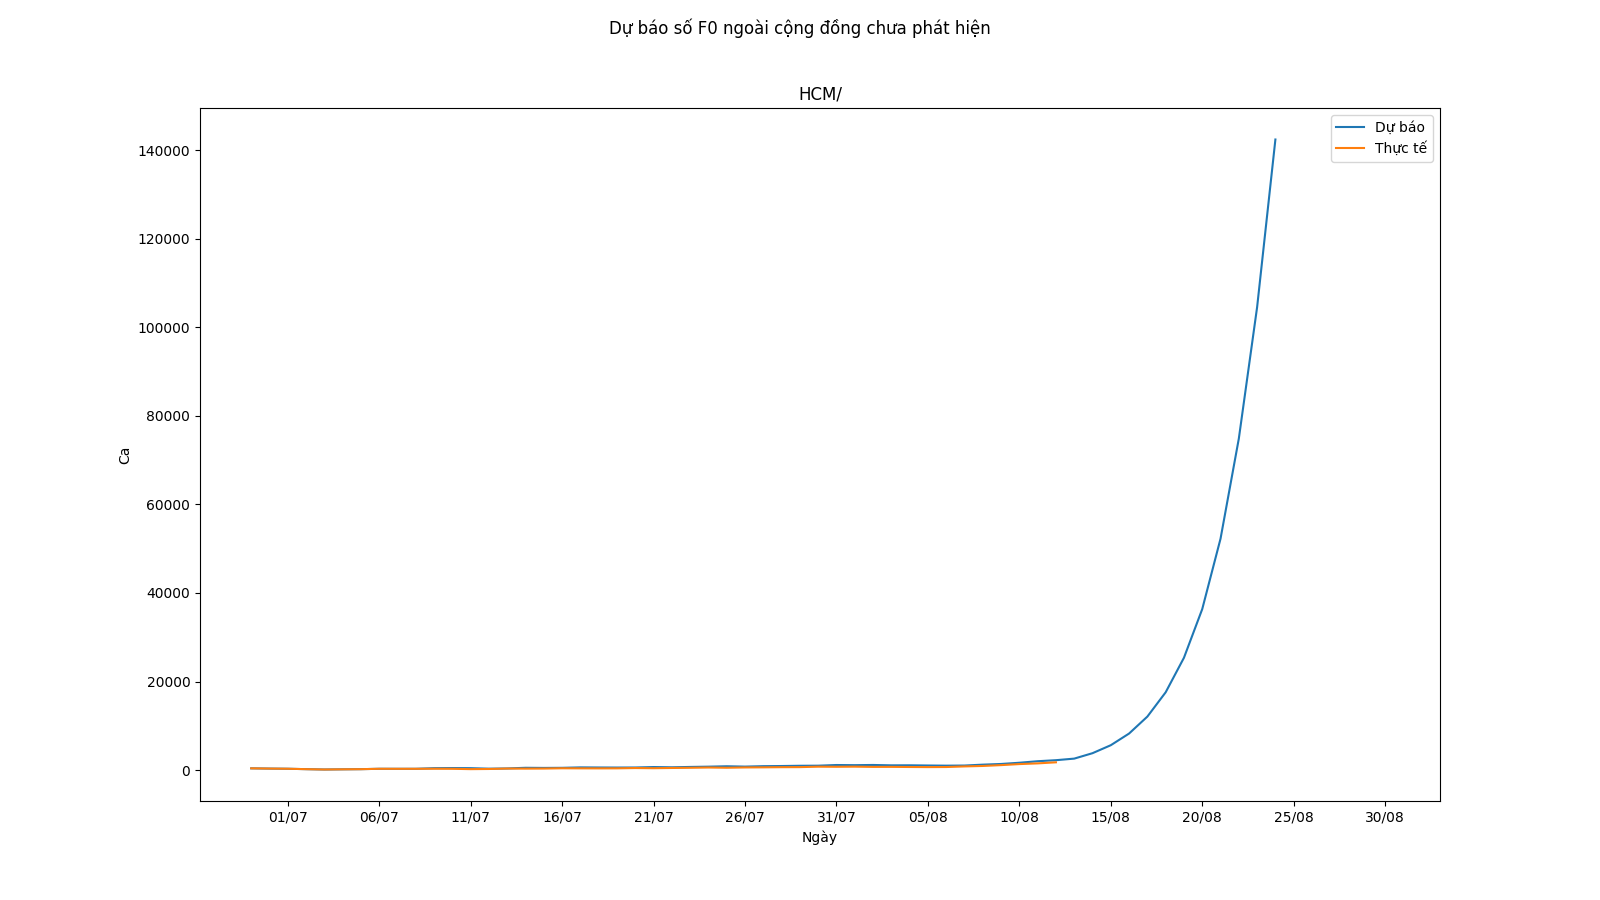 Dự báo số F0 ngoài cộng đồng chưa phát hiện
HCM/
Dự báo
Thực tế
140000
120000
100000
80000
60000
40000
20000
0
Ca
01/07 06/07 11/07 16/07 21/07 26/07 31/07 05/08 10/08 15/08 20/08 25/08 30/08
Ngày